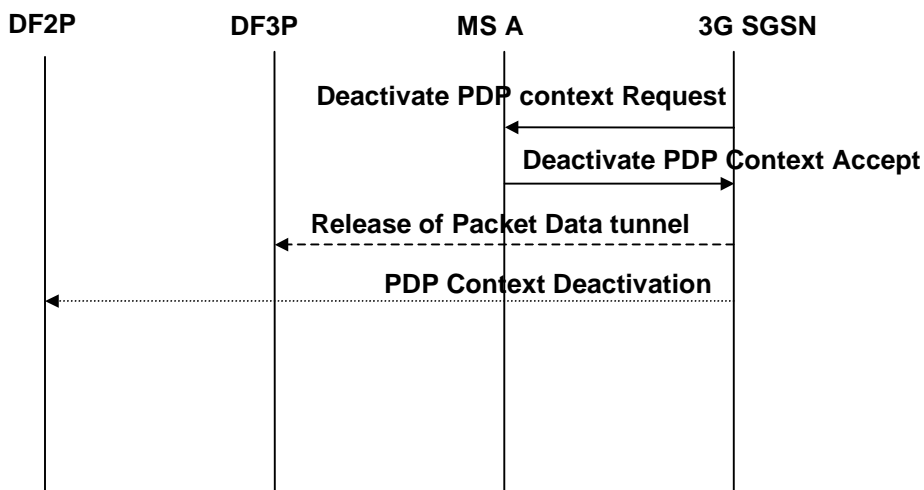 DF2P DF3P MS A 3G SGSN
Deactivate PDP context Request
Deactivate PDP Context Accept
Release of Packet Data tunnel
PDP Context Deactivation